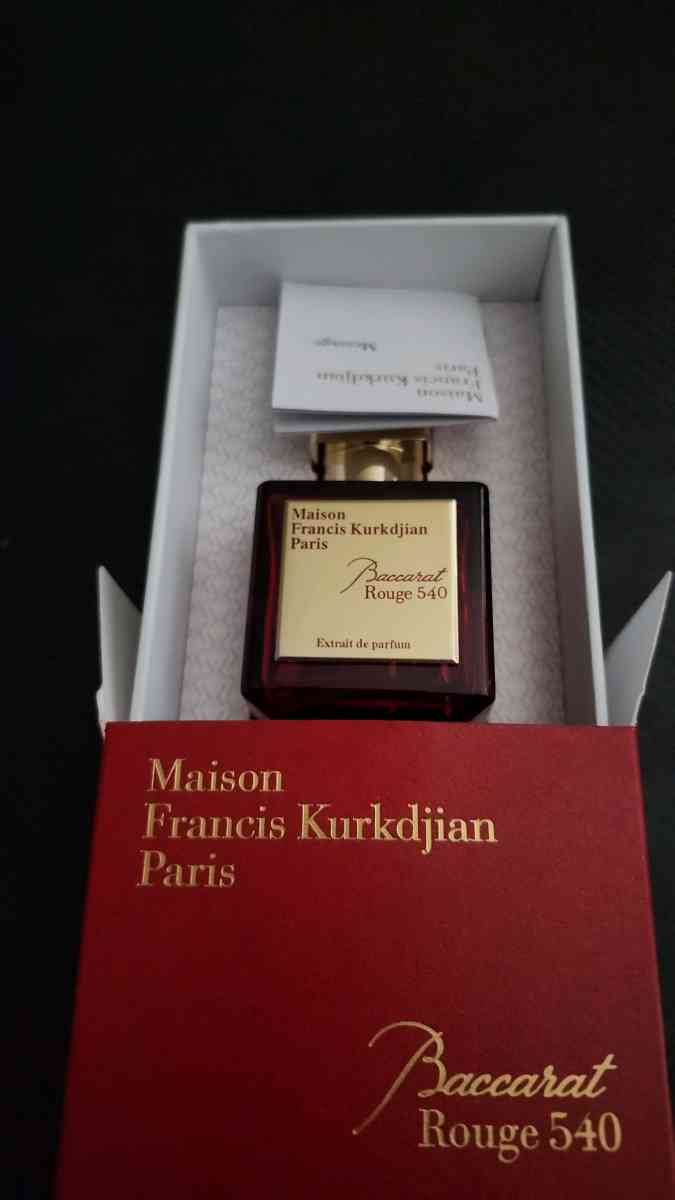 Message
Maison
Francis Kurkdjian
Paris
Maison
Francis Kurkdjian
Paris
Baccarat
Rouge 540
Extrait de parfum
Maison
Francis Kurkdjian
Paris
Baccarat
Rouge 540